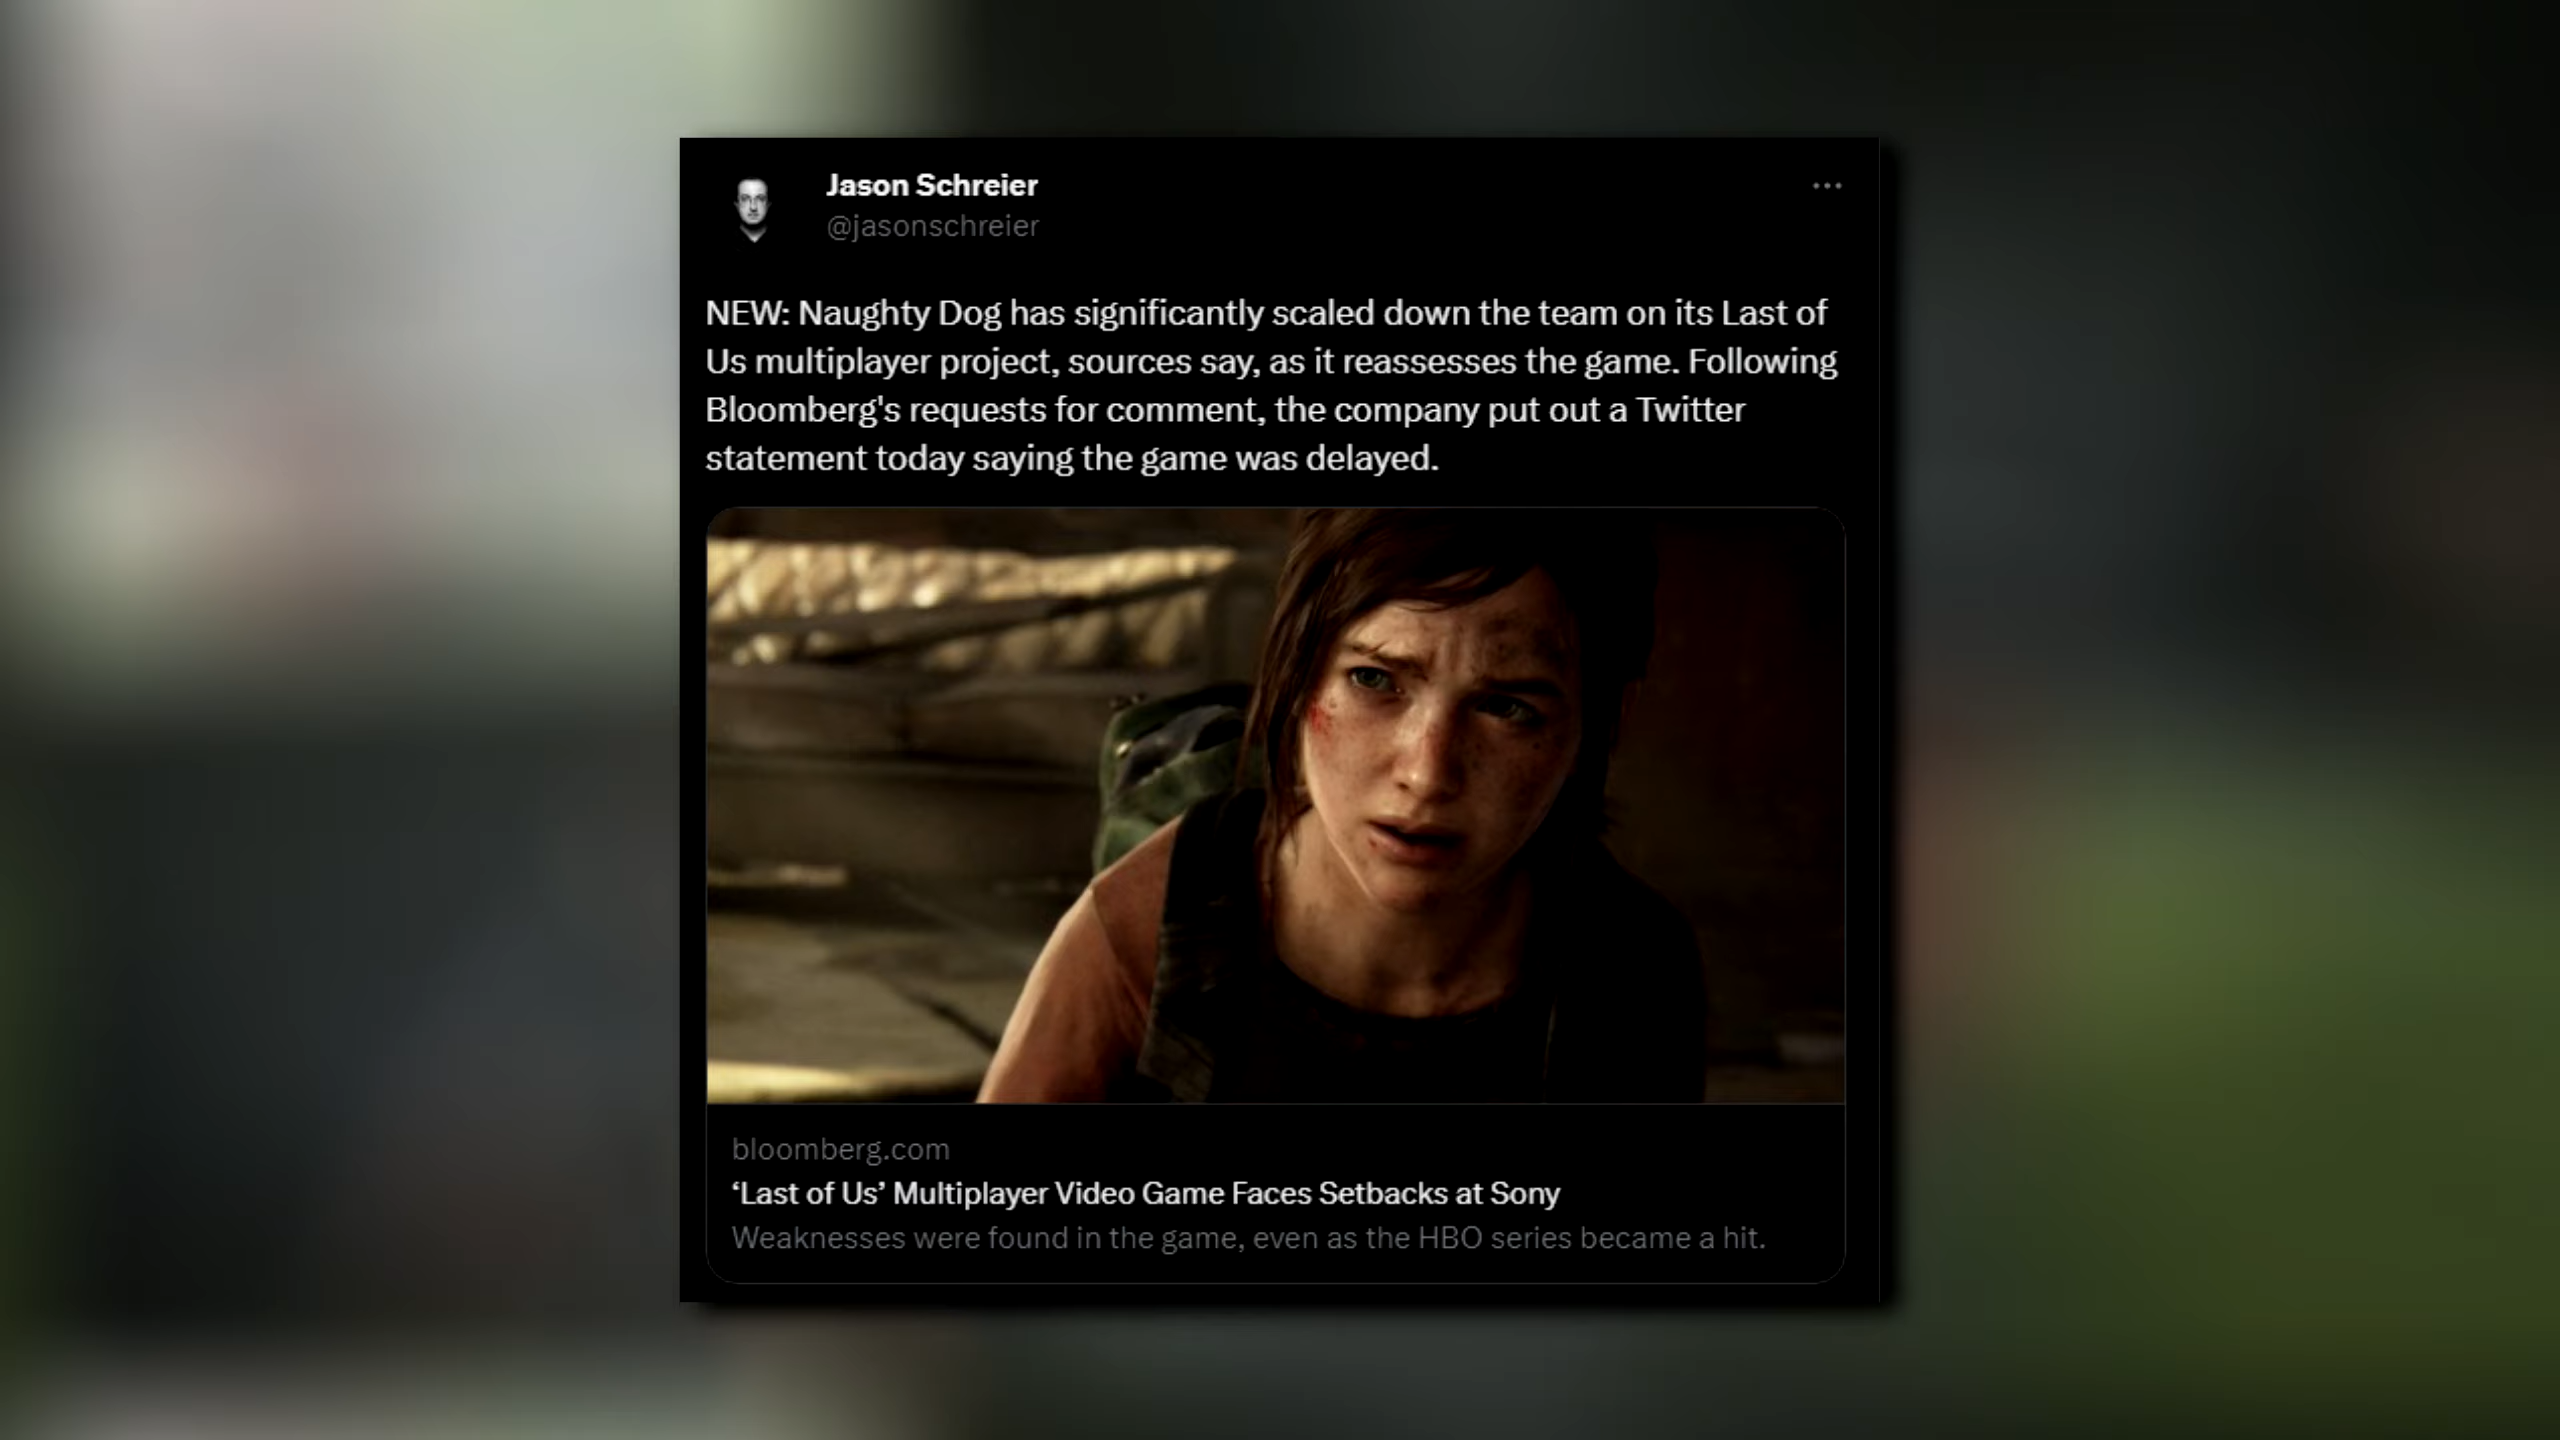 Jason Schreier
@jasonschreier
NEW: Naughty Dog has significantly scaled down the team on its Last of
Us multiplayer project, sources say, as it reassesses the game. Following
Bloomberg's requests for comment, the company put out a Twitter
statement today saying the game was delayed.
bloomberg.com
‘Last of Us’ Multiplayer Video Game Faces Setbacks at Sony
Weaknesses were found in the game, even as the HBO series became a hit.